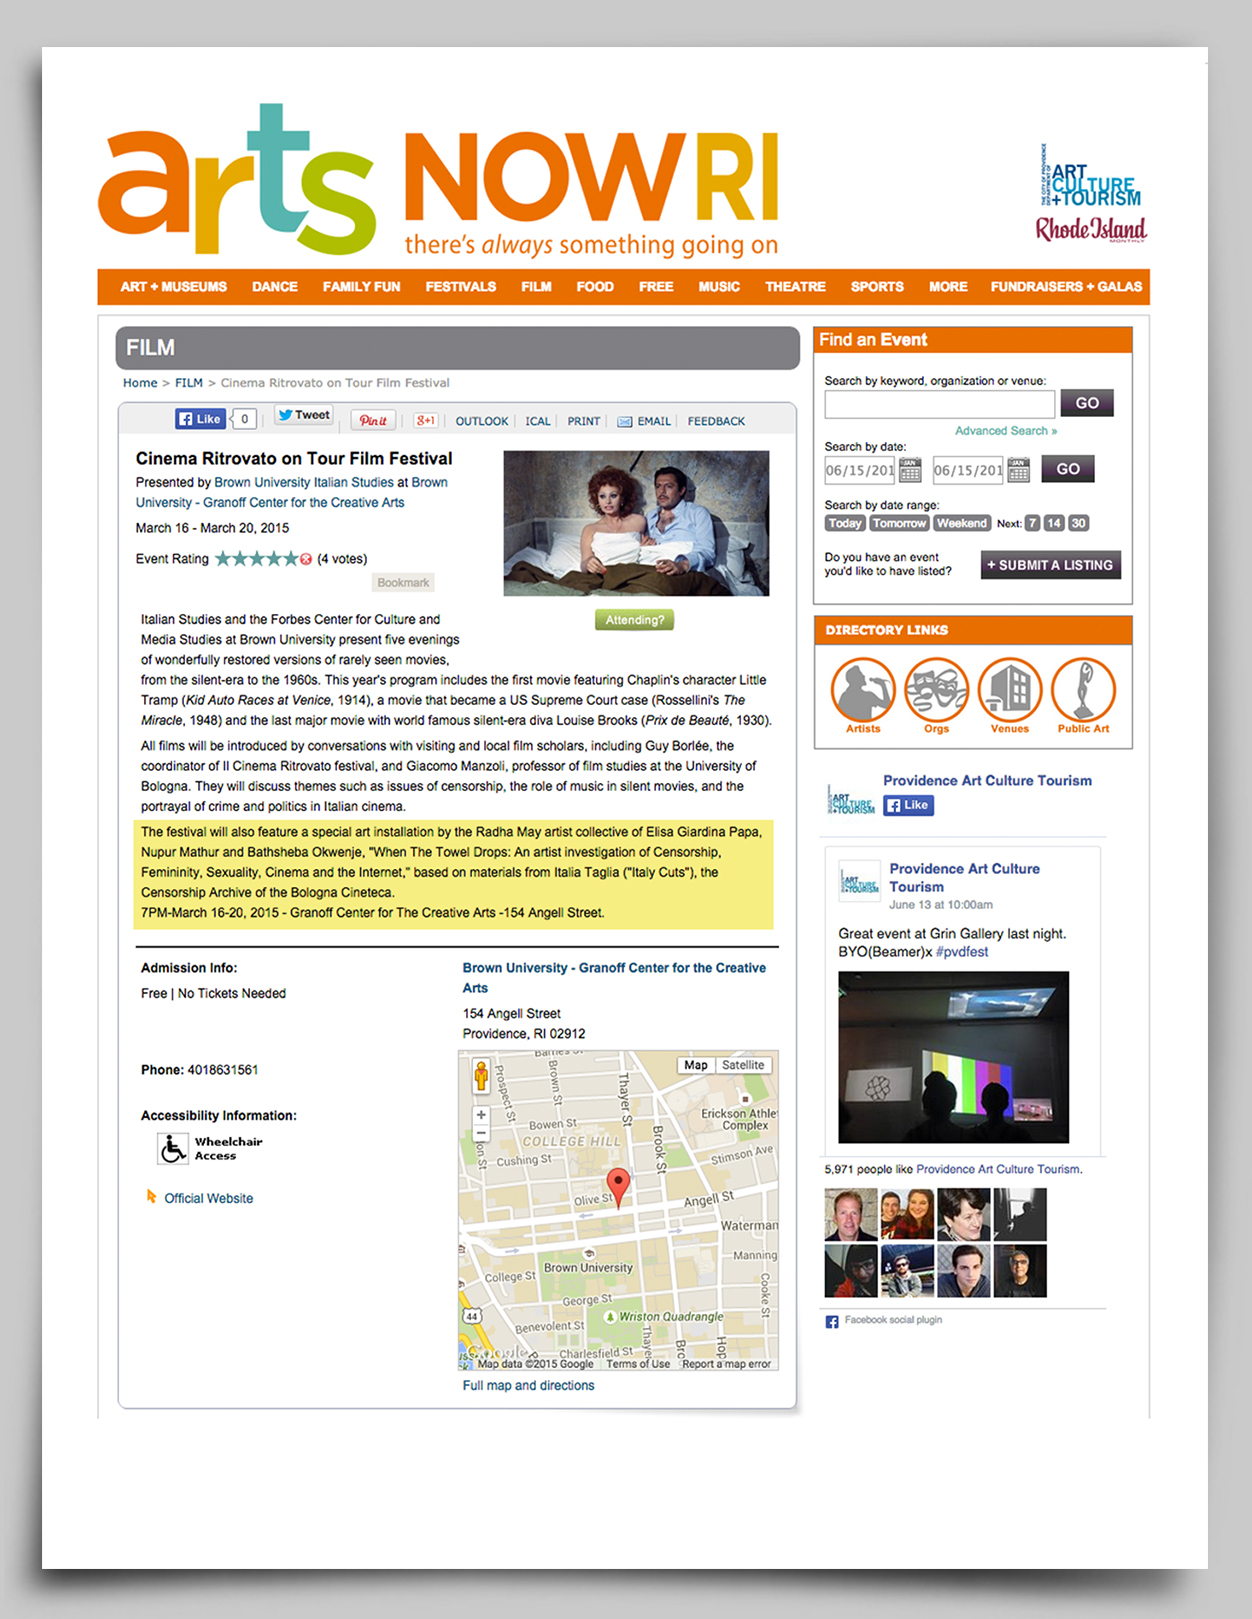 arts NOWRI
there's always something going on
THE CITY OF PROVIDENCE
DEPARTMENT OF
ART
CULTURE
+TOURISM
Rhode Island
MONTHLY
ART + MUSEUMS DANCE FAMILY FUN FESTIVALS FILM FOOD FREE MUSIC THEATRE SPORTS MORE FUNDRAISERS + GALAS
FILM
Home > FILM > Cinema Ritrovato on Tour Film Festival
Like 0 Tweet Pin it g+1 OUTLOOK ICAL PRINT EMAIL FEEDBACK
Cinema Ritrovato on Tour Film Festival
Presented by Brown University Italian Studies at Brown
University - Granoff Center for the Creative Arts
March 16 - March 20, 2015
Event Rating (4 votes)
Bookmark
Attending?
Italian Studies and the Forbes Center for Culture and
Media Studies at Brown University present five evenings
of wonderfully restored versions of rarely seen movies,
from the silent-era to the 1960s. This year's program includes the first movie featuring Chaplin's character Little
Tramp (Kid Auto Races at Venice, 1914), a movie that became a US Supreme Court case (Rossellini's The
Miracle, 1948) and the last major movie with world famous silent-era diva Louise Brooks (Prix de Beauté, 1930).
All films will be introduced by conversations with visiting and local film scholars, including Guy Borlée, the
coordinator of Il Cinema Ritrovato festival, and Giacomo Manzoli, professor of film studies at the University of
Bologna. They will discuss themes such as issues of censorship, the role of music in silent movies, and the
portrayal of crime and politics in Italian cinema.
The festival will also feature a special art installation by the Radha May artist collective of Elisa Giardina Papa,
Nupur Mathur and Bathsheba Okwenje, "When The Towel Drops: An artist investigation of Censorship,
Femininity, Sexuality, Cinema and the Internet," based on materials from Italia Taglia ("Italy Cuts"), the
Censorship Archive of the Bologna Cineteca.
7PM-March 16-20, 2015 - Granoff Center for The Creative Arts -154 Angell Street.
Admission Info:
Free | No Tickets Needed
Phone: 4018631561
Accessibility Information:
Wheelchair
Access
Official Website
Brown University - Granoff Center for the Creative
Arts
154 Angell Street
Providence, RI 02912
Map Satellite
Barnes St
Prospect St
Brown St
Thayer St
Brook St
Erickson Athle
Complex
Bowen St
COLLEGE HILL
Cushing St
Stimson Ave
Olive St
Angell St
Waterman
Manning
Brown University
College St
Cooke St
George St
44
Wriston Quadrangle
Benevolent St
Thayer
Hop
Bro
Charlesfield St
Google
Map data ©2015 Google Terms of Use Report a map error
Full map and directions
Find an Event
Search by keyword, organization or venue:
GO
Advanced Search »
Search by date:
06/15/201 JAN 06/15/201 JAN GO
Search by date range:
Today Tomorrow Weekend Next: 7 14 30
Do you have an event
you'd like to have listed?
+ SUBMIT A LISTING
DIRECTORY LINKS
Artists Orgs Venues Public Art
ART
CULTURE
+TOURISM
Providence Art Culture Tourism
Like
ART
CULTURE
+TOURISM
Providence Art Culture
Tourism
June 13 at 10:00am
Great event at Grin Gallery last night.
BYO(Beamer)x #pvdfest
5,971 people like Providence Art Culture Tourism.
Facebook social plugin